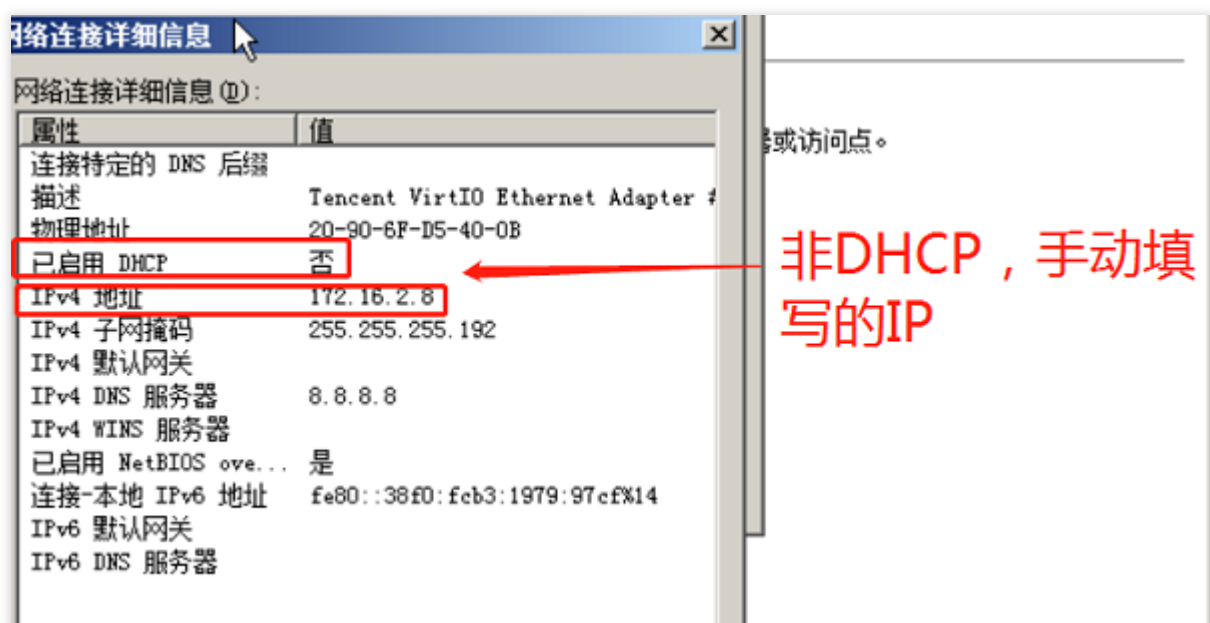 网络连接详细信息
网络连接详细信息(D):
属性 值
连接特定的 DNS 后缀
描述 Tencent VirtIO Ethernet Adapter #
物理地址 20-90-6F-D5-40-0B
已启用 DHCP 否
IPv4 地址 172.16.2.8
IPv4 子网掩码 255.255.255.192
IPv4 默认网关
IPv4 DNS 服务器 8.8.8.8
IPv4 WINS 服务器
已启用 NetBIOS ove... 是
连接-本地 IPv6 地址 fe80::38f0:fcb3:1979:97cf%14
IPv6 默认网关
IPv6 DNS 服务器
器或访问点。
非DHCP，手动填
写的IP